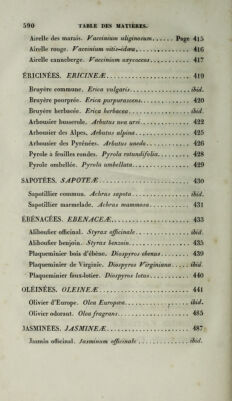 590 TABLE DES MATIÈRES.
Airelle des marais. Vaccinium uliginosum...... Page 415
Airelle rouge. Vaccinium vitis-idæa............... 416
Airelle canneberge. Vaccinium oxycoccos........... 417
ÉRICINÉES. ERICINEÆ........................... 419
Bruyère commune. Erica vulgaris................ ibid.
Bruyère pourprée. Erica purpurascens............. 420
Bruyère herbacée. Erica herbacea................ ibid.
Arbousier busserole. Arbutus uva ursi............. 422
Arbousier des Alpes. Arbutus alpina.............. 425
Arbousier des Pyrénées. Arbutus unedo............ 426
Pyrole à feuilles rondes. Pyrola rotundifolia......... 428
Pyrole ombellée. Pyrola umbellata................ 429
SAPOTÉES. SAPOTEÆ............................ 430
Sapotillier commun. Achras sapota............... ibid.
Sapotillier marmelade. Achras mammosa........... 431
ÉBÉNACÉES. EBENACEÆ......................... 433
Aliboufier officinal. Styrax officinale.............. ibid.
Aliboufier benjoin. Styrax benzoin................ 435
Plaqueminier bois d'ébène. Diospyros ebenus........ 439
Plaqueminier de Virginie. Diospyros Virginiana..... ibid.
Plaqueminier faux-lotier. Diospyros lotus........... 440
OLÉINÉES. OLEINEÆ............................ 441
Olivier d'Europe. Olea Europæa.................. ibid.
Olivier odorant. Olea fragrans.................... 485
JASMINÉES. JASMINEÆ.......................... 487
Jasmin officinal. Jasminum officinale.............. ibid.